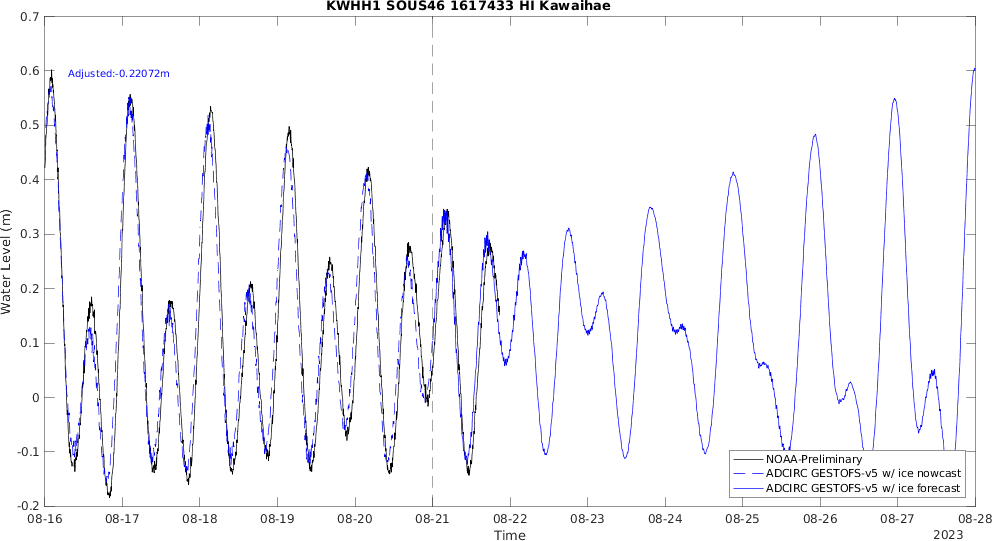 KWHH1 SOUS46 1617433 HI Kawaihae
Adjusted:-0.22072m
Water Level (m)
0.7
0.6
0.5
0.4
0.3
0.2
0.1
0
-0.1
-0.2
NOAA-Preliminary
ADCIRC GESTOFS-v5 w/ ice nowcast
ADCIRC GESTOFS-v5 w/ ice forecast
08-16 08-17 08-18 08-19 08-20 08-21 08-22 08-23 08-24 08-25 08-26 08-27 08-28
Time
2023